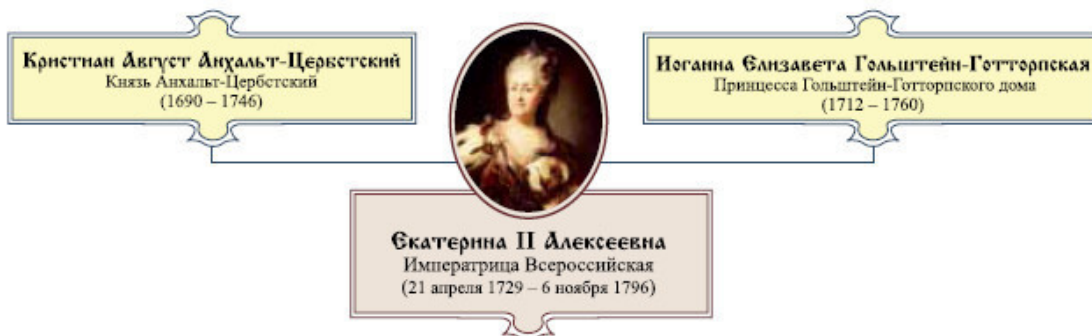 Кристиан Август Анхальт-Цербстский
Князь Анхальт-Цербстский
(1690 – 1746)
Иоганна Елизавета Гольштейн-Готторпская
Принцесса Гольштейн-Готторпского дома
(1712 – 1760)
Екатерина II Алексеевна
Императрица Всероссийская
(21 апреля 1729 – 6 ноября 1796)